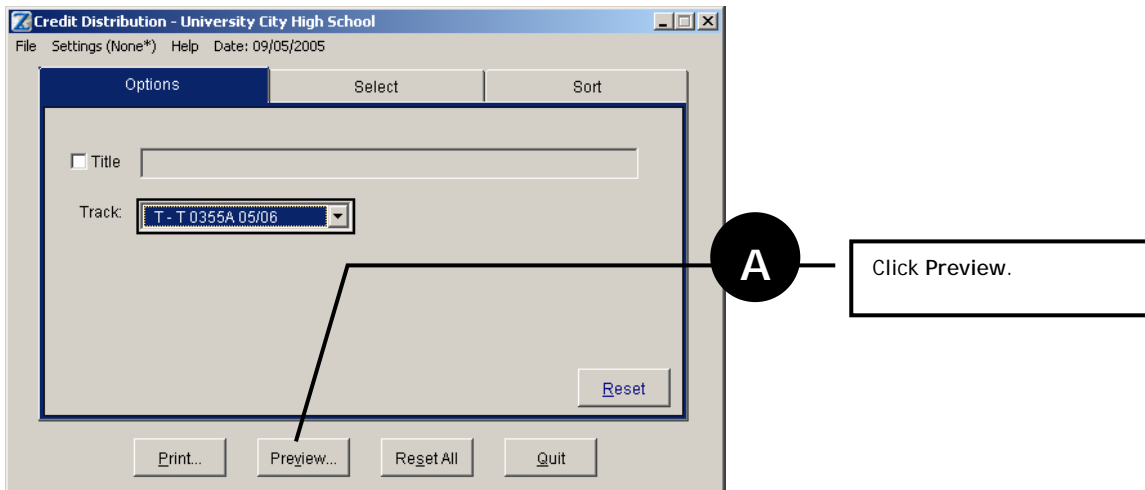 Credit Distribution - University City High School
File Settings (None*) Help Date: 09/05/2005
Options Select Sort
Title
Track: T - T 0355A 05/06
A
Click Preview.
Reset
Print... Preview... Reset All Quit